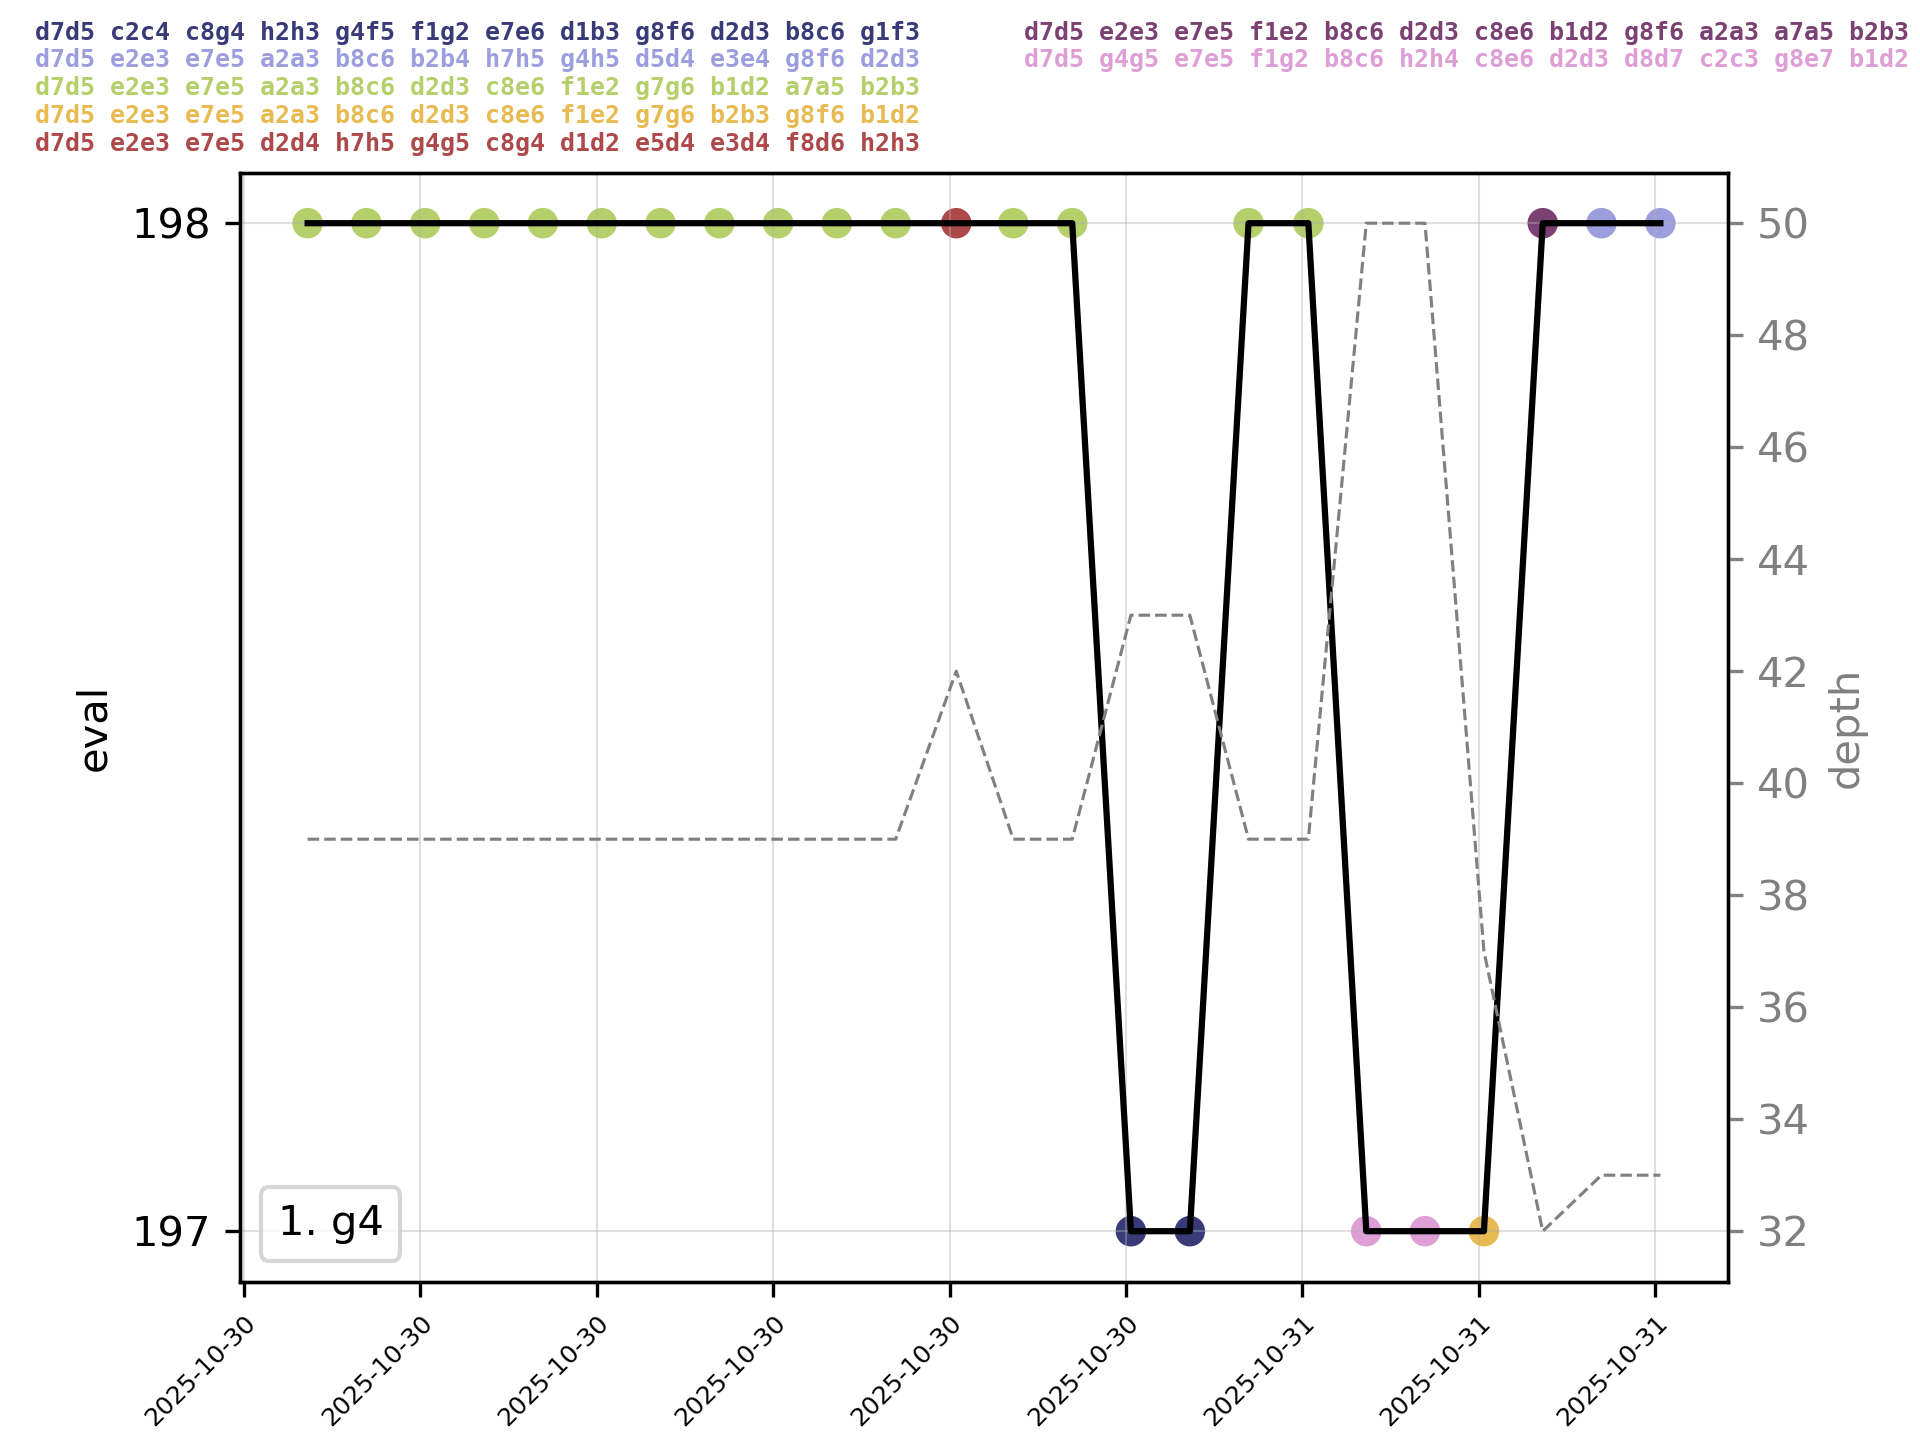 d7d5 c2c4 c8g4 h2h3 g4f5 f1g2 e7e6 d1b3 g8f6 d2d3 b8c6 g1f3
d7d5 e2e3 e7e5 a2a3 b8c6 b2b4 h7h5 g4h5 d5d4 e3e4 g8f6 d2d3
d7d5 e2e3 e7e5 a2a3 b8c6 d2d3 c8e6 f1e2 g7g6 b1d2 a7a5 b2b3
d7d5 e2e3 e7e5 a2a3 b8c6 d2d3 c8e6 f1e2 g7g6 b2b3 g8f6 b1d2
d7d5 e2e3 e7e5 d2d4 h7h5 g4g5 c8g4 d1d2 e5d4 e3d4 f8d6 h2h3
d7d5 e2e3 e7e5 f1e2 b8c6 d2d3 c8e6 b1d2 g8f6 a2a3 a7a5 b2b3
d7d5 g4g5 e7e5 f1g2 b8c6 h2h4 c8e6 d2d3 d8d7 c2c3 g8e7 b1d2
198
197
eval
50
48
46
44
42
40
38
36
34
32
depth
1. g4
2025-10-30
2025-10-30
2025-10-30
2025-10-30
2025-10-30
2025-10-30
2025-10-31
2025-10-31
2025-10-31